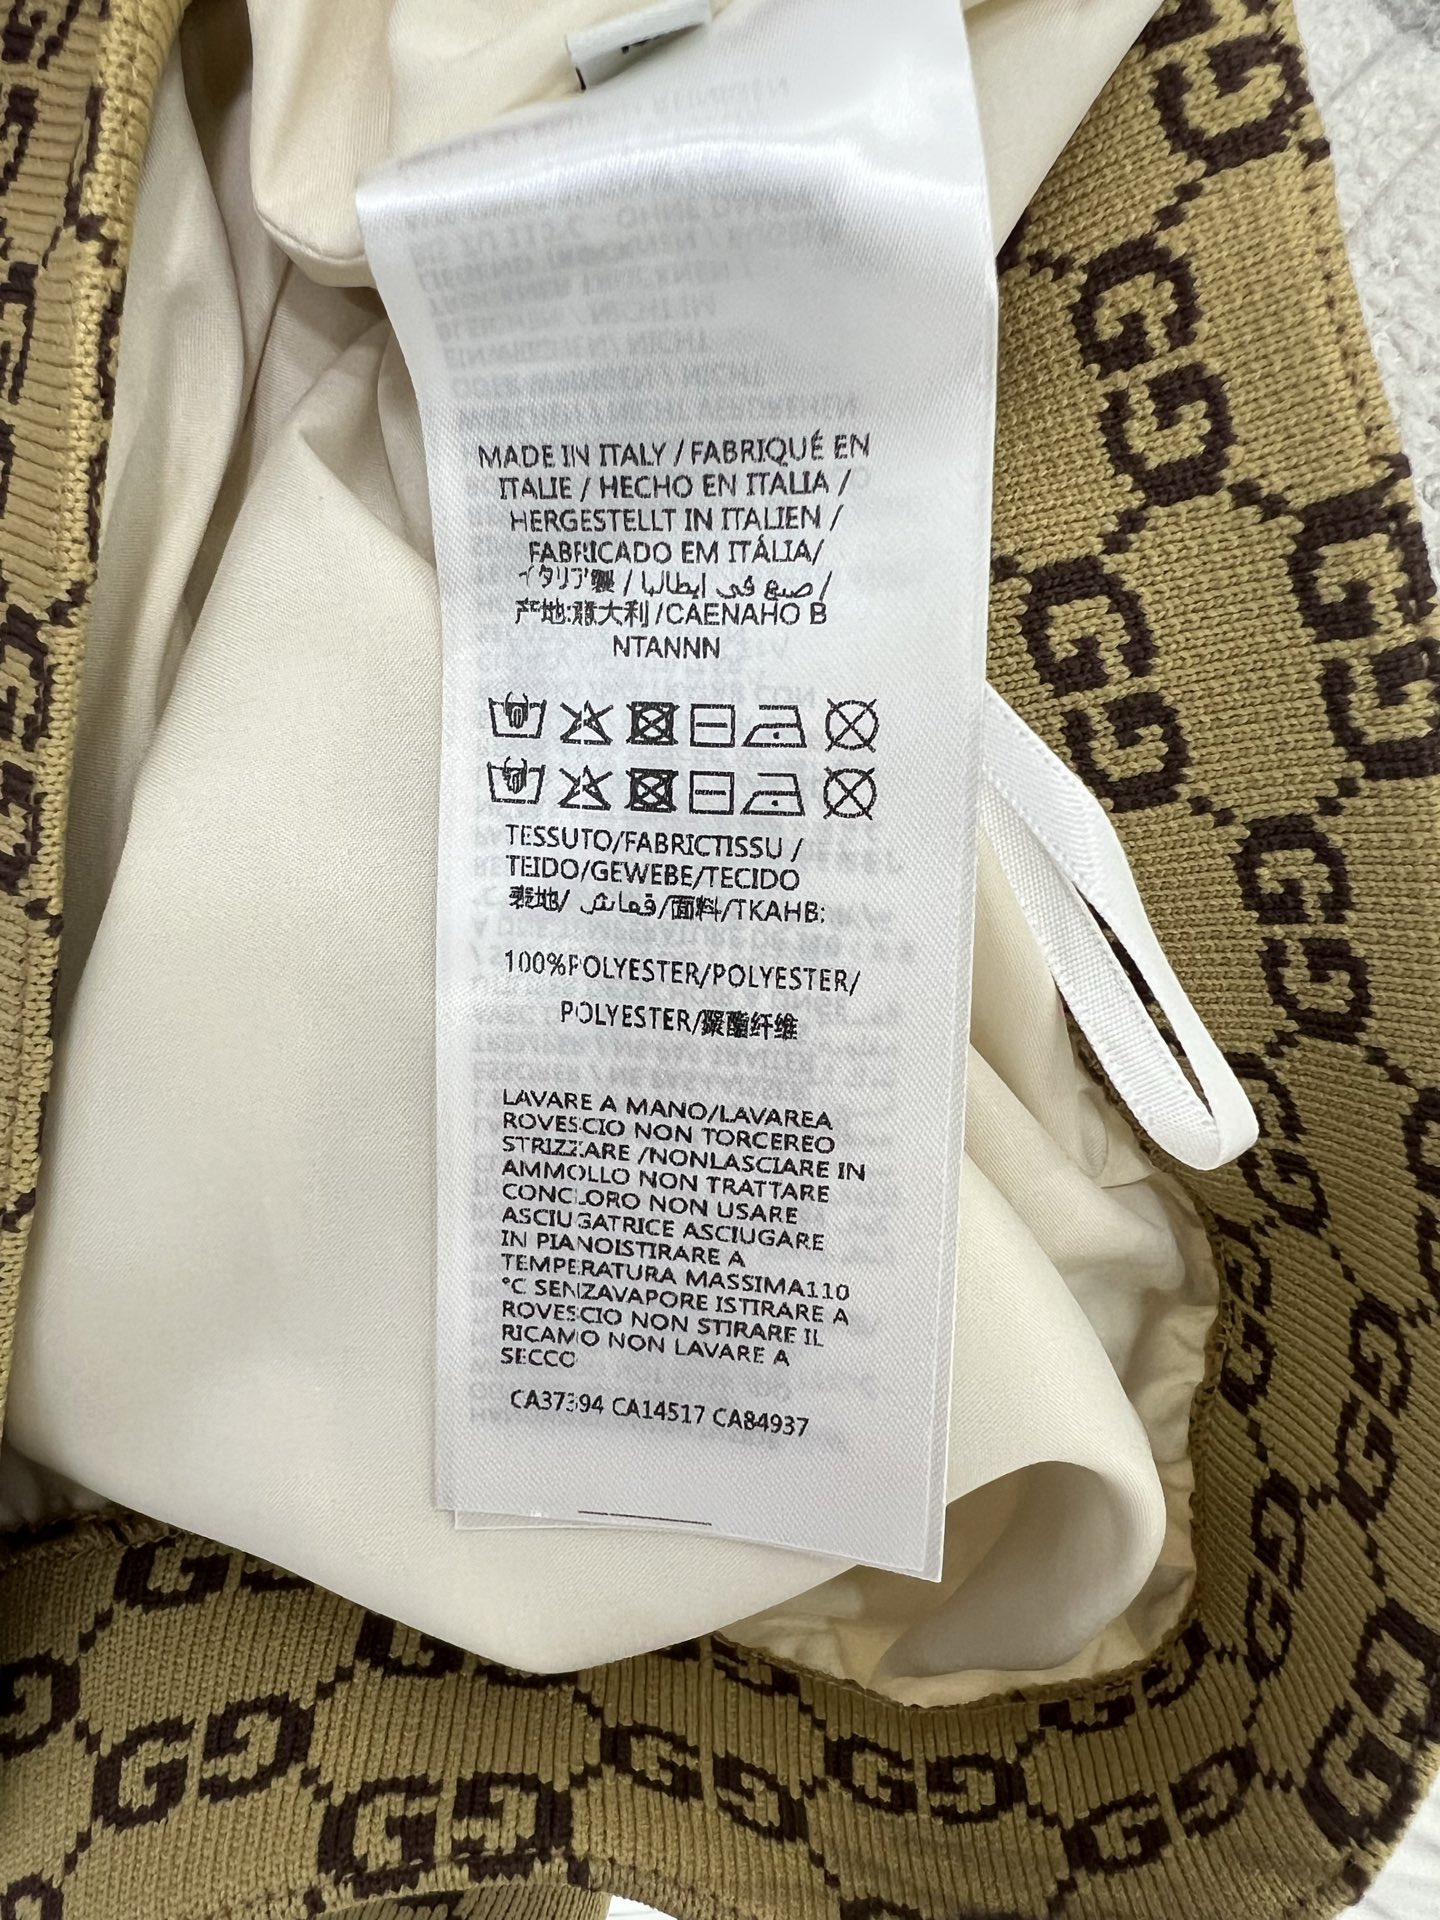 MADE IN ITALY / FABRIQUÉ EN
ITALIE / HECHO EN ITALIA /
HERGESTELLT IN ITALIEN /
FABRICADO EM ITÁLIA/
イタリア製 / صنع في ايطاليا /
产地:意大利/CAENAHO B
NTANNN
TESSUTO/FABRICTISSU /
TEIDO/GEWEBE/TECIDO
表地/ قماش/面料/TKAHB:
100%POLYESTER/POLYESTER/
POLYESTER/聚酯纤维
LAVARE A MANO/LAVAREA
ROVESCIO NON TORCEREO
STRIZZARE /NONLASCIARE IN
AMMOLLO NON TRATTARE
CONCLORO NON USARE
ASCIUGATRICE ASCIUGARE
IN PIANOISTIRARE A
TEMPERATURA MASSIMA110
°C SENZAVAPORE ISTIRARE A
ROVESCIO NON STIRARE IL
RICAMO NON LAVARE A
SECCO
CA37394 CA14517 CA84937